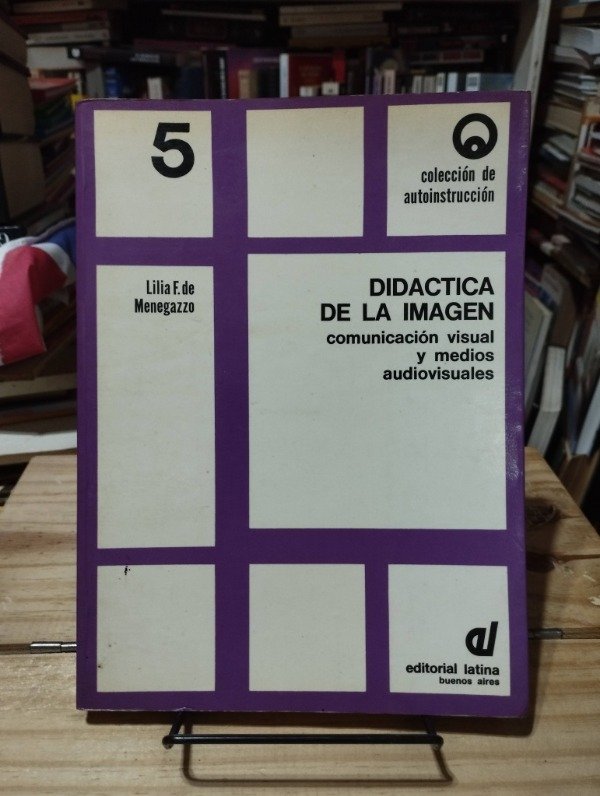 5
colección de
autoinstrucción
Lilia F. de
Menegazzo
DIDACTICA
DE LA IMAGEN
comunicación visual
y medios
audiovisuales
el
editorial latina
buenos aires